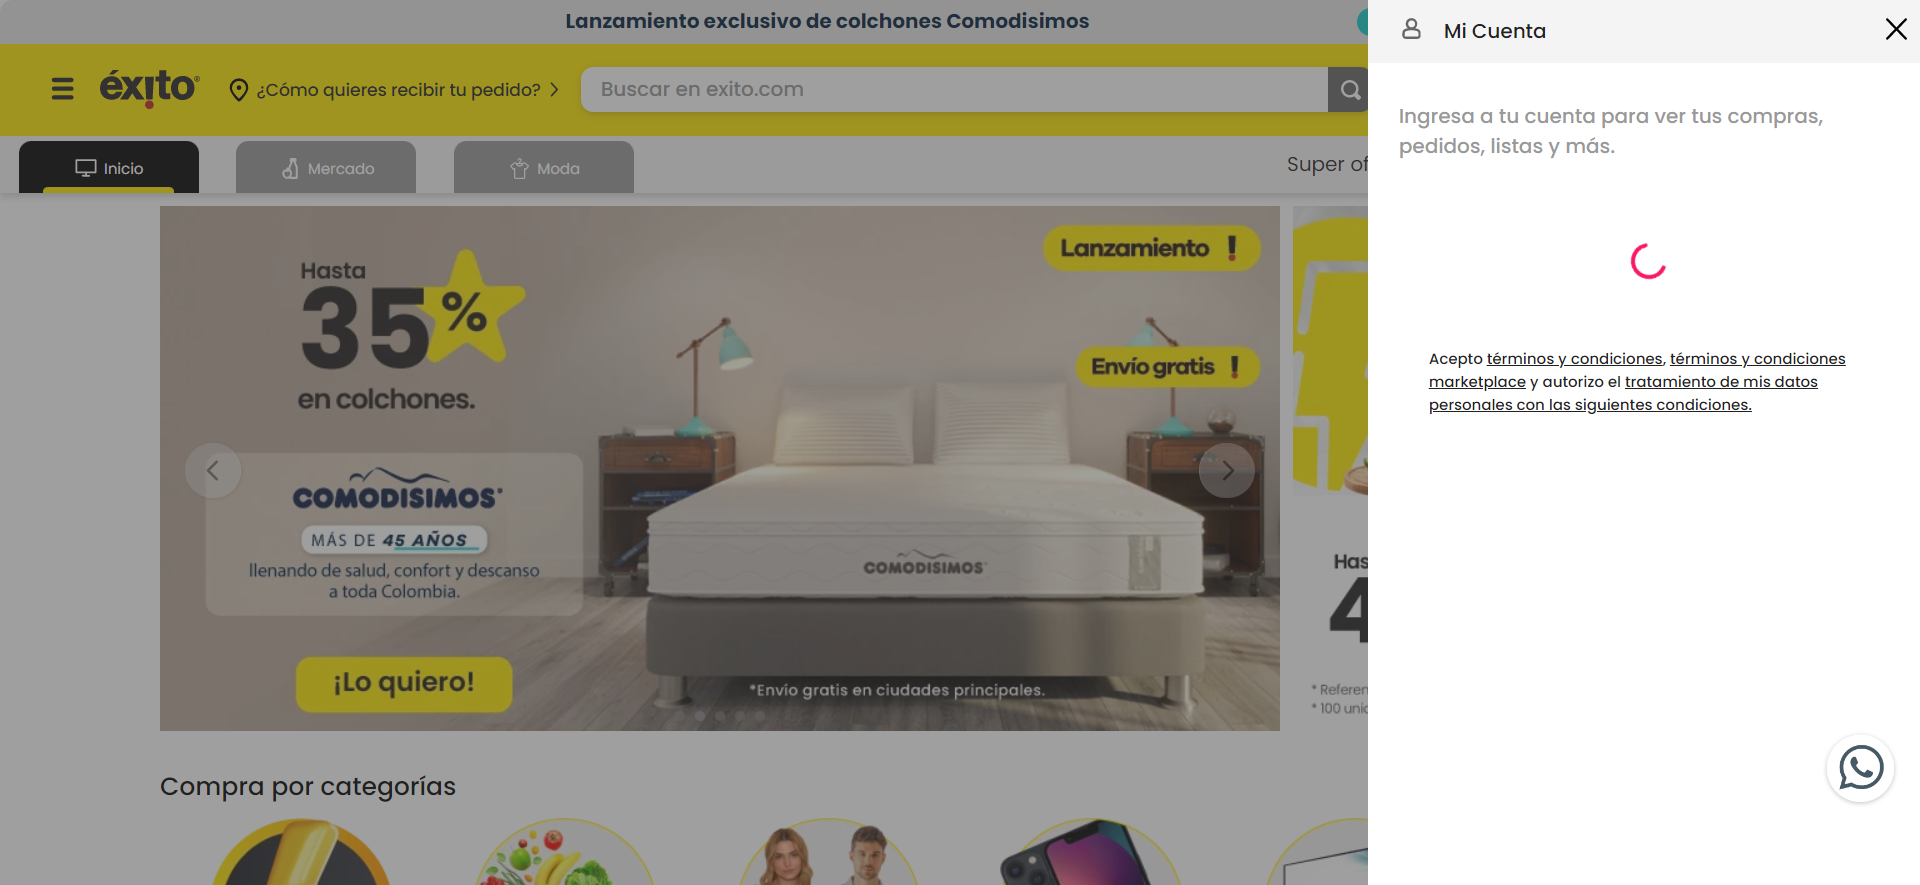 Lanzamiento exclusivo de colchones Comodisimos
éxito®
¿Cómo quieres recibir tu pedido?
Buscar en exito.com
Inicio
Mercado
Moda
Super of
Hasta
35%
en colchones.
COMODISIMOS
MÁS DE 45 AÑOS
llenando de salud, confort y descanso
a toda Colombia.
¡Lo quiero!
Lanzamiento !
Envío gratis !
COMODISIMOS
*Envío gratis en ciudades principales.
Has
4
* Referen
* 100 unid
Compra por categorías
Mi Cuenta
Ingresa a tu cuenta para ver tus compras,
pedidos, listas y más.
Acepto términos y condiciones, términos y condiciones
marketplace y autorizo el tratamiento de mis datos
personales con las siguientes condiciones.